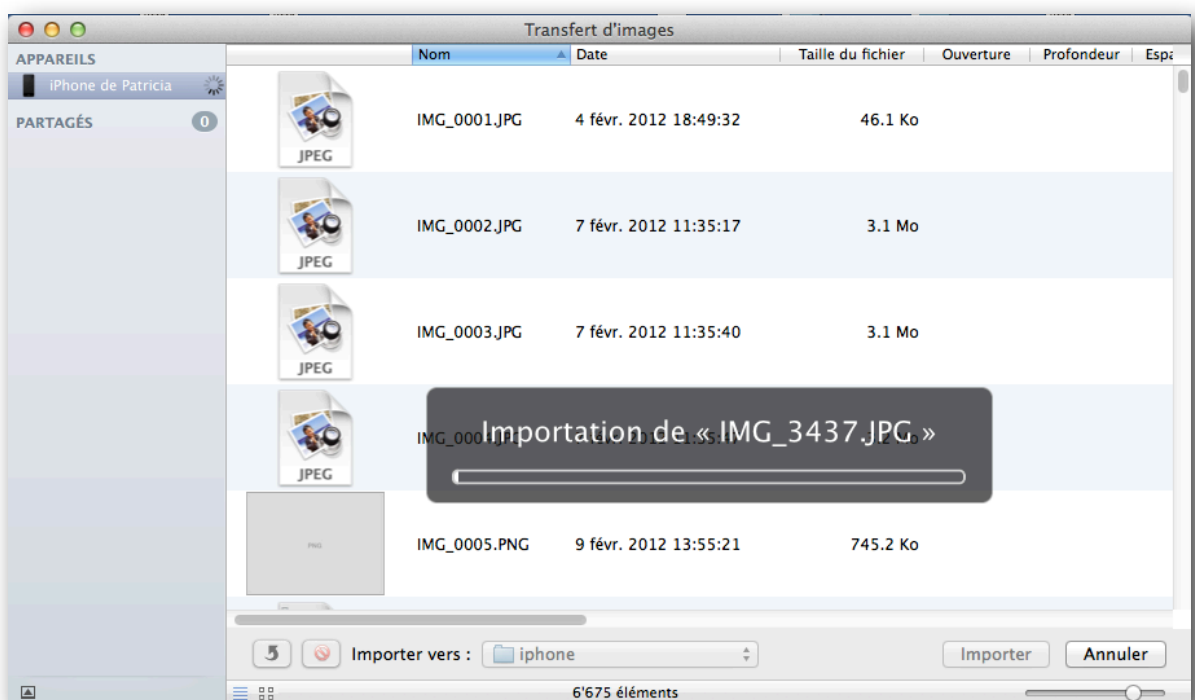 Transfert d'images
APPAREILS
iPhone de Patricia
PARTAGÉS 0
Nom Date Taille du fichier Ouverture Profondeur Espa
JPEG IMG_0001.JPG 4 févr. 2012 18:49:32 46.1 Ko
JPEG IMG_0002.JPG 7 févr. 2012 11:35:17 3.1 Mo
JPEG IMG_0003.JPG 7 févr. 2012 11:35:40 3.1 Mo
JPEG
Importation de « IMG_3437.JPG »
PNG IMG_0005.PNG 9 févr. 2012 13:55:21 745.2 Ko
Importer vers : iphone Importer Annuler
6'675 éléments